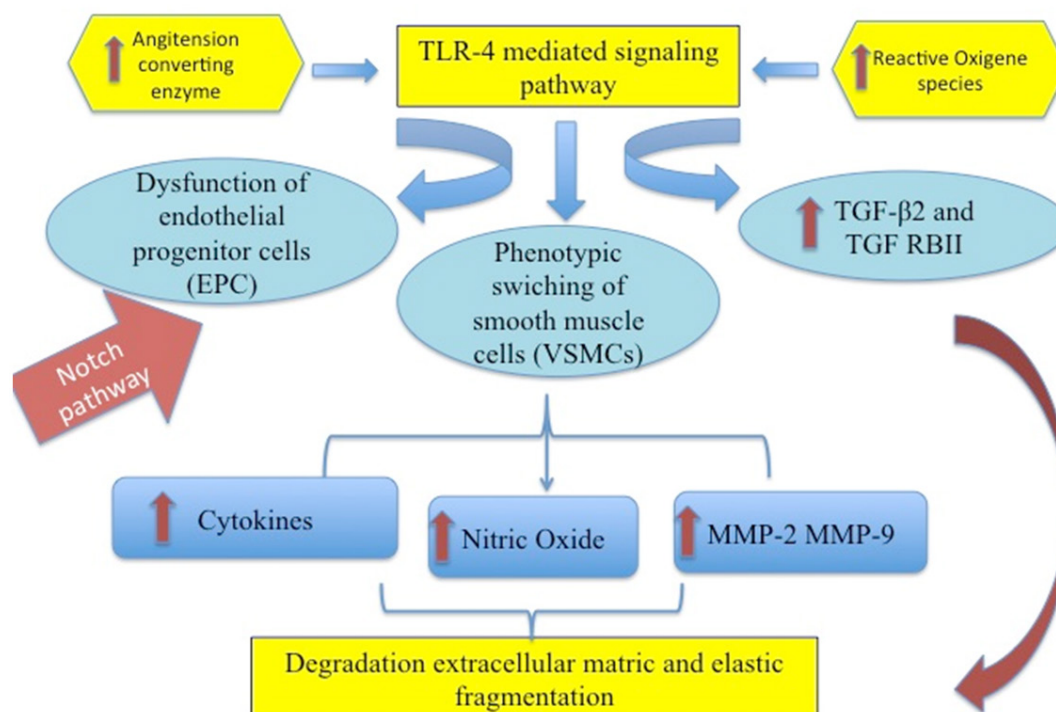 Angitension
converting
enzyme
TLR-4 mediated signaling
pathway
Reactive Oxigene
species
Dysfunction of
endothelial
progenitor cells
(EPC)
Phenotypic
swiching of
smooth muscle
cells (VSMCs)
TGF-β2 and
TGF RBII
Notch
pathway
Cytokines
Nitric Oxide
MMP-2 MMP-9
Degradation extracellular matric and elastic
fragmentation